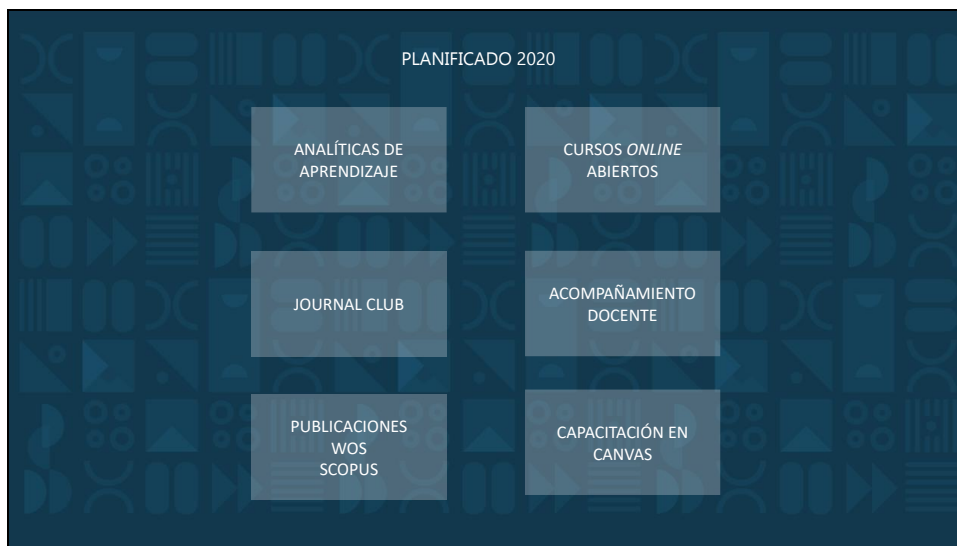 PLANIFICADO 2020
ANALÍTICAS DE
APRENDIZAJE
CURSOS ONLINE
ABIERTOS
JOURNAL CLUB
ACOMPAÑAMIENTO
DOCENTE
PUBLICACIONES
WOS
SCOPUS
CAPACITACIÓN EN
CANVAS